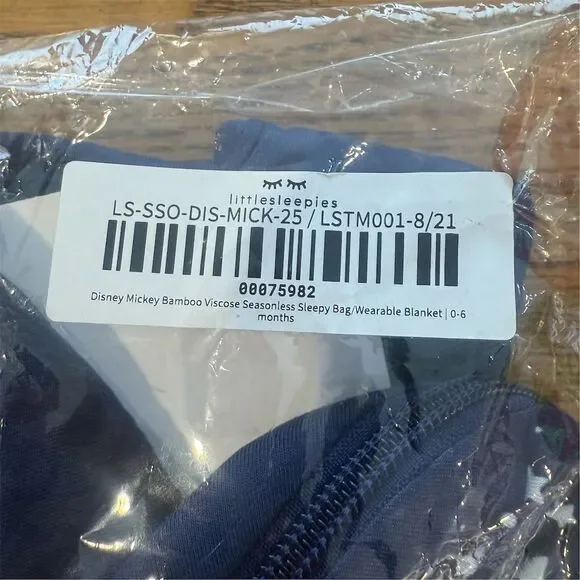 littlesleepies
LS-SSO-DIS-MICK-25 / LSTM001-8/21
00075982
Disney Mickey Bamboo Viscose Seasonless Sleepy Bag/Wearable Blanket | 0-6
months